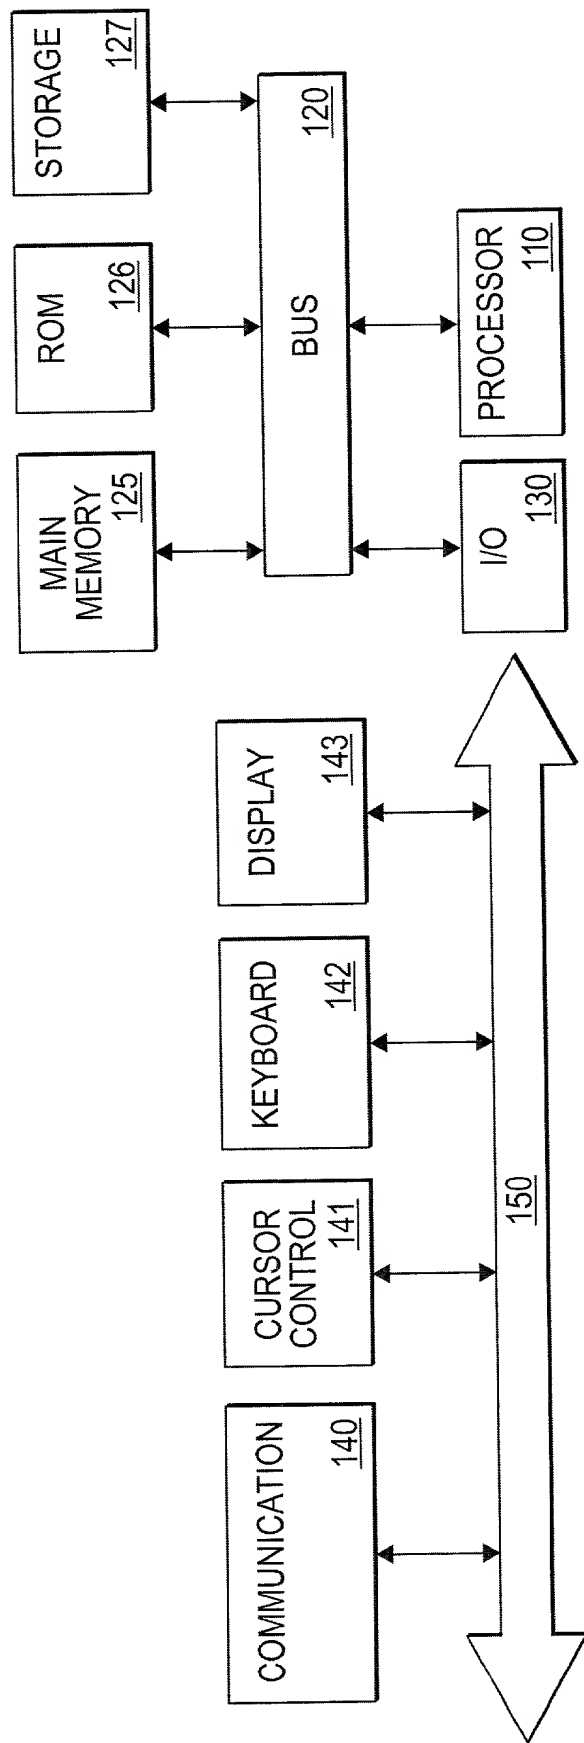 MAIN
MEMORY
125
ROM
126
STORAGE
127
COMMUNICATION
140
CURSOR
CONTROL
141
KEYBOARD
142
DISPLAY
143
BUS
120
150
I/O
130
PROCESSOR
110